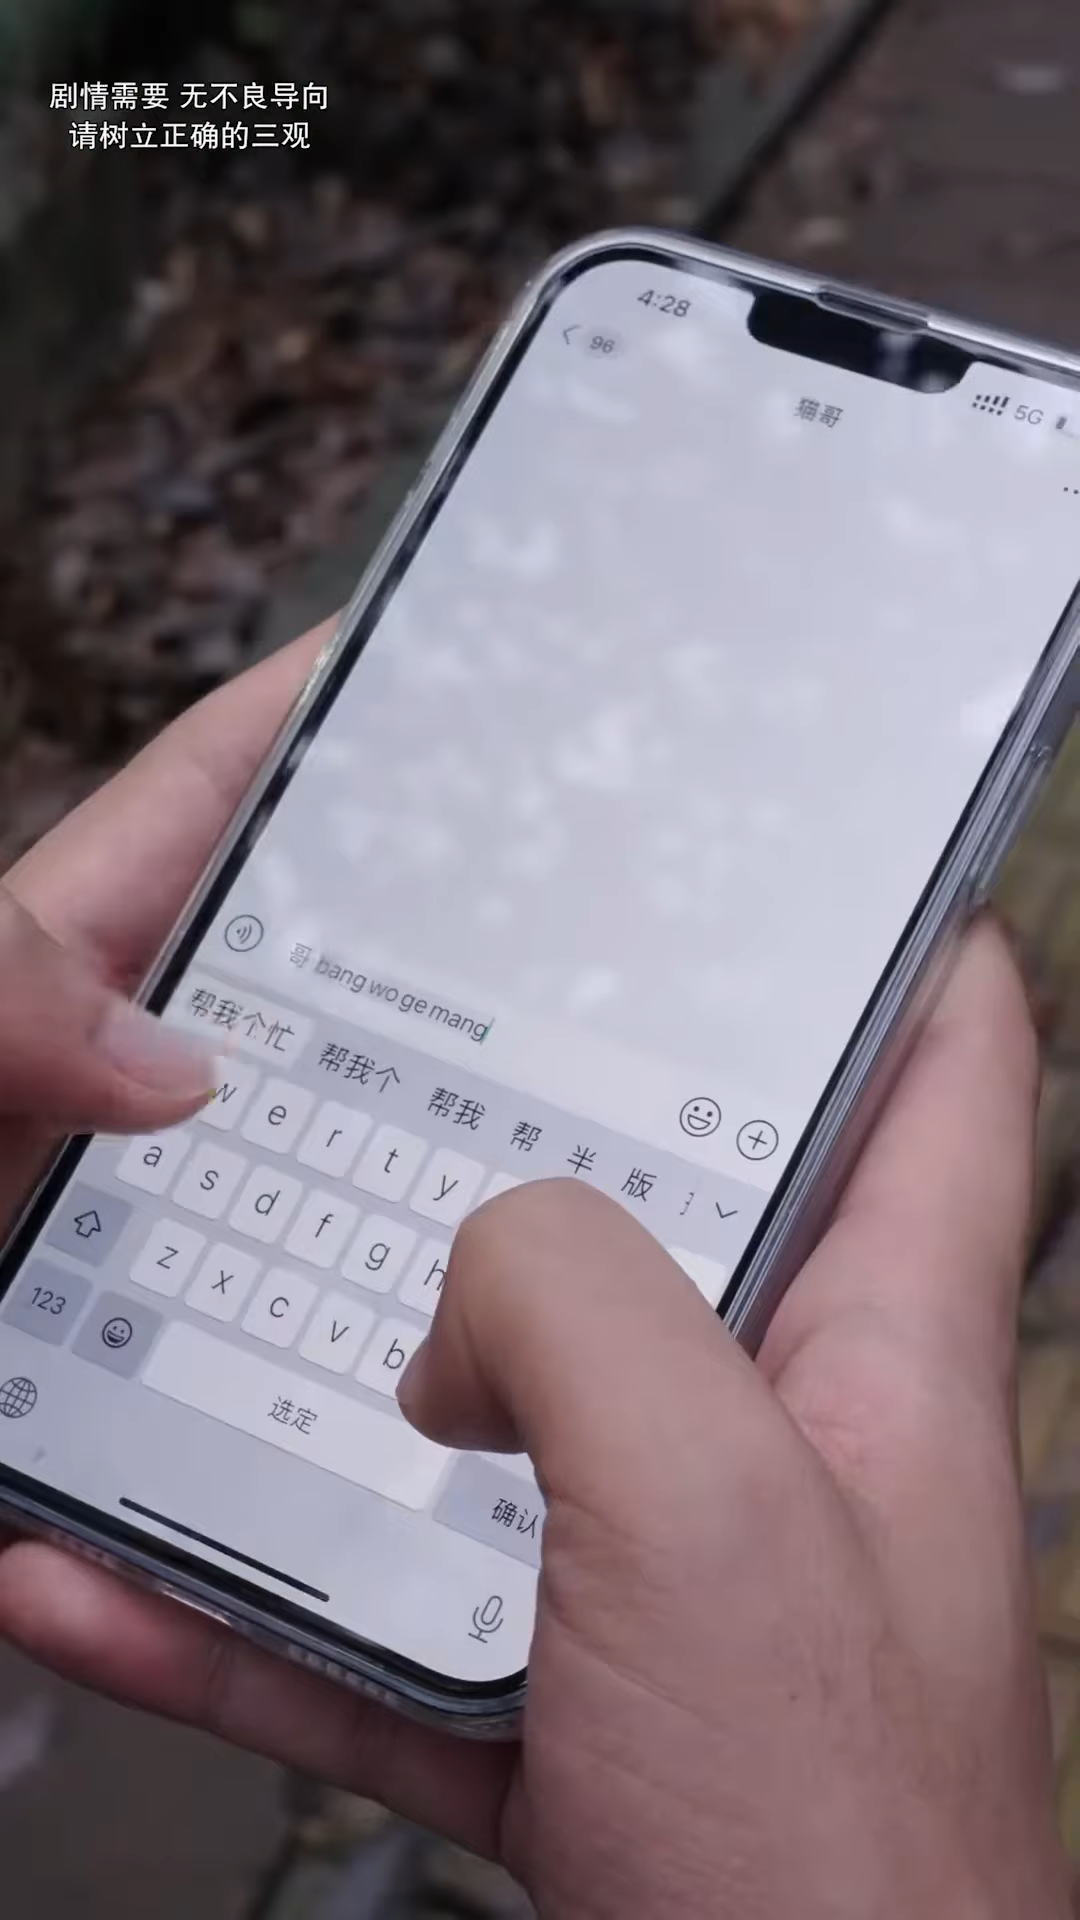 剧情需要 无不良导向
请树立正确的三观
4:28
5G
96
猫哥
哥 bang wo ge mang
帮我个忙 帮我个 帮我 帮 半 版
w e r t y
a s d f g h
z x c v b
123
选定
确认